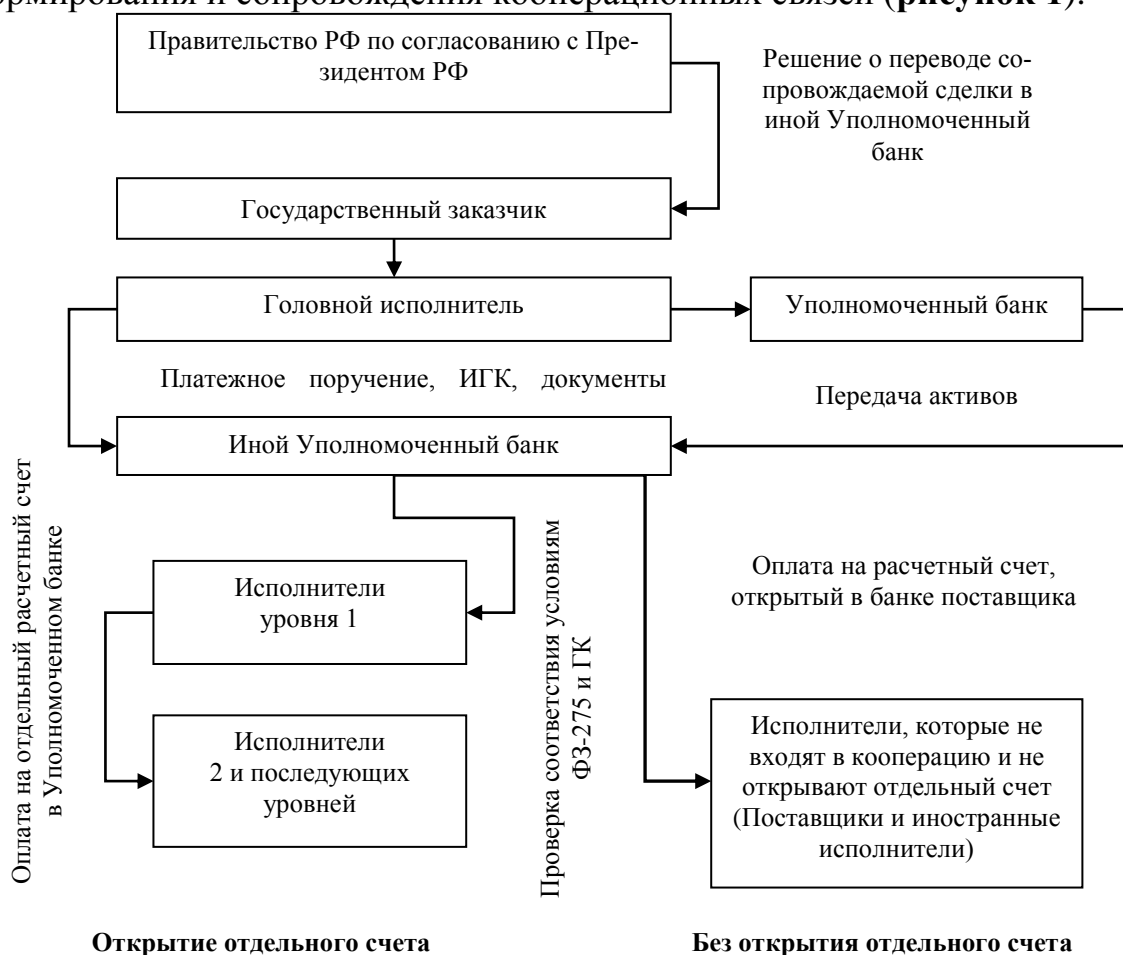 ормирования и сопровождения кооперационных связей (рисунок 1).
Правительство РФ по согласованию с Пре-
зидентом РФ
Решение о переводе со-
провождаемой сделки в
иной Уполномоченный
банк
Государственный заказчик
Головной исполнитель
Уполномоченный банк
Платежное поручение, ИГК, документы
Передача активов
Иной Уполномоченный банк
Оплата на отдельный расчетный счет
в Уполномоченном банке
Проверка соответствия условиям
ФЗ-275 и ГК
Оплата на расчетный счет,
открытый в банке поставщика
Исполнители
уровня 1
Исполнители
2 и последующих
уровней
Исполнители, которые не
входят в кооперацию и не
открывают отдельный счет
(Поставщики и иностранные
исполнители)
Открытие отдельного счета
Без открытия отдельного счета